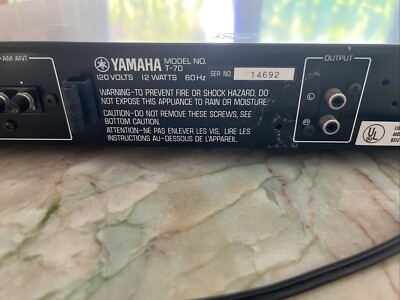 AM ANT
YAMAHA MODEL NO. T-70
120 VOLTS 12 WATTS 60Hz SER NO 14692
WARNING-TO PREVENT FIRE OR SHOCK HAZARD, DO
NOT EXPOSE THIS APPLIANCE TO RAIN OR MOISTURE.
CAUTION-DO NOT REMOVE THESE SCREWS, SEE
BOTTOM CAUTION.
ATTENTION-NE PAS ENLEVER LES VIS, LIRE LES
INSTRUCTIONS AU-DESSOUS DE L'APPAREIL.
OUTPUT
L
R
UL